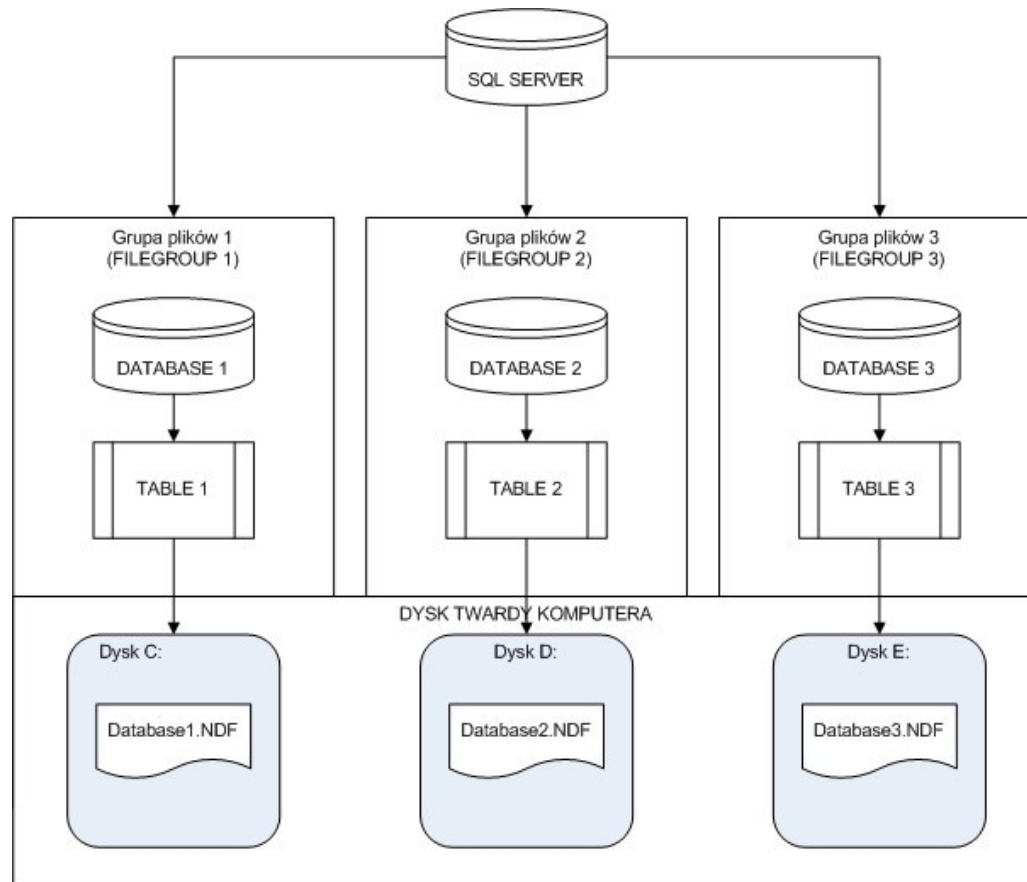 SQL SERVER
Grupa plików 1
(FILEGROUP 1)
Grupa plików 2
(FILEGROUP 2)
Grupa plików 3
(FILEGROUP 3)
DATABASE 1
DATABASE 2
DATABASE 3
TABLE 1
TABLE 2
TABLE 3
DYSK TWARDY KOMPUTERA
Dysk C:
Dysk D:
Dysk E:
Database1.NDF
Database2.NDF
Database3.NDF